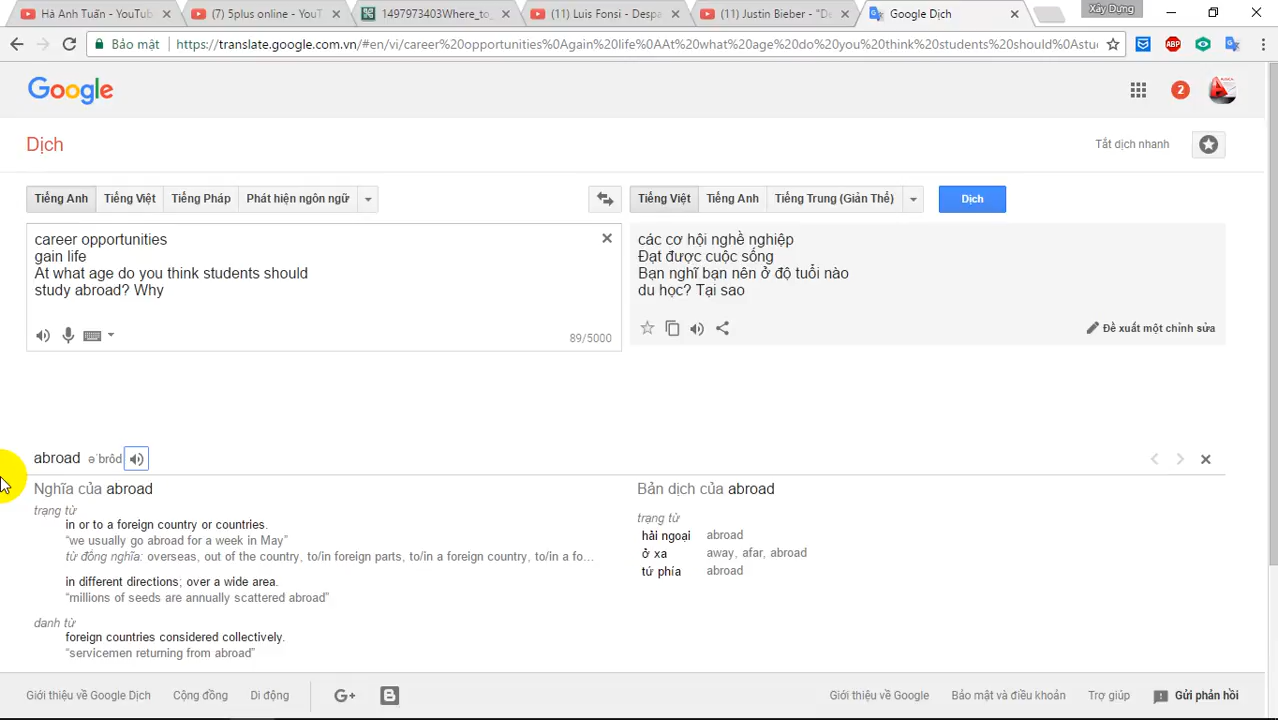 Hà Anh Tuấn - YouTub
(7) 5plus online - YouT
1497973403Where_to_
(11) Luis Fonsi - Despa
(11) Justin Bieber - "De
Google Dịch
Xây Dựng
Bảo mật
https://translate.google.com.vn/#en/vi/career%20opportunities%0Again%20life%0AAt%20what%20age%20do%20you%20think%20students%20should%0Astu
ABP
Google
2
Dịch
Tắt dịch nhanh
Tiếng Anh Tiếng Việt Tiếng Pháp Phát hiện ngôn ngữ
Tiếng Việt Tiếng Anh Tiếng Trung (Giản Thể) Dịch
career opportunities
gain life
At what age do you think students should
study abroad? Why
89/5000
các cơ hội nghề nghiệp
Đạt được cuộc sống
Bạn nghĩ bạn nên ở độ tuổi nào
du học? Tại sao
Đề xuất một chỉnh sửa
abroad əˈbrôd
Nghĩa của abroad
trạng từ
in or to a foreign country or countries.
“we usually go abroad for a week in May”
từ đồng nghĩa: overseas, out of the country, to/in foreign parts, to/in a foreign country, to/in a fo...
in different directions; over a wide area.
“millions of seeds are annually scattered abroad”
danh từ
foreign countries considered collectively.
“servicemen returning from abroad”
Bản dịch của abroad
trạng từ
hải ngoại abroad
ở xa away, afar, abroad
tứ phía abroad
Giới thiệu về Google Dịch Cộng đồng Di động G+ B
Giới thiệu về Google Bảo mật và điều khoản Trợ giúp Gửi phản hồi